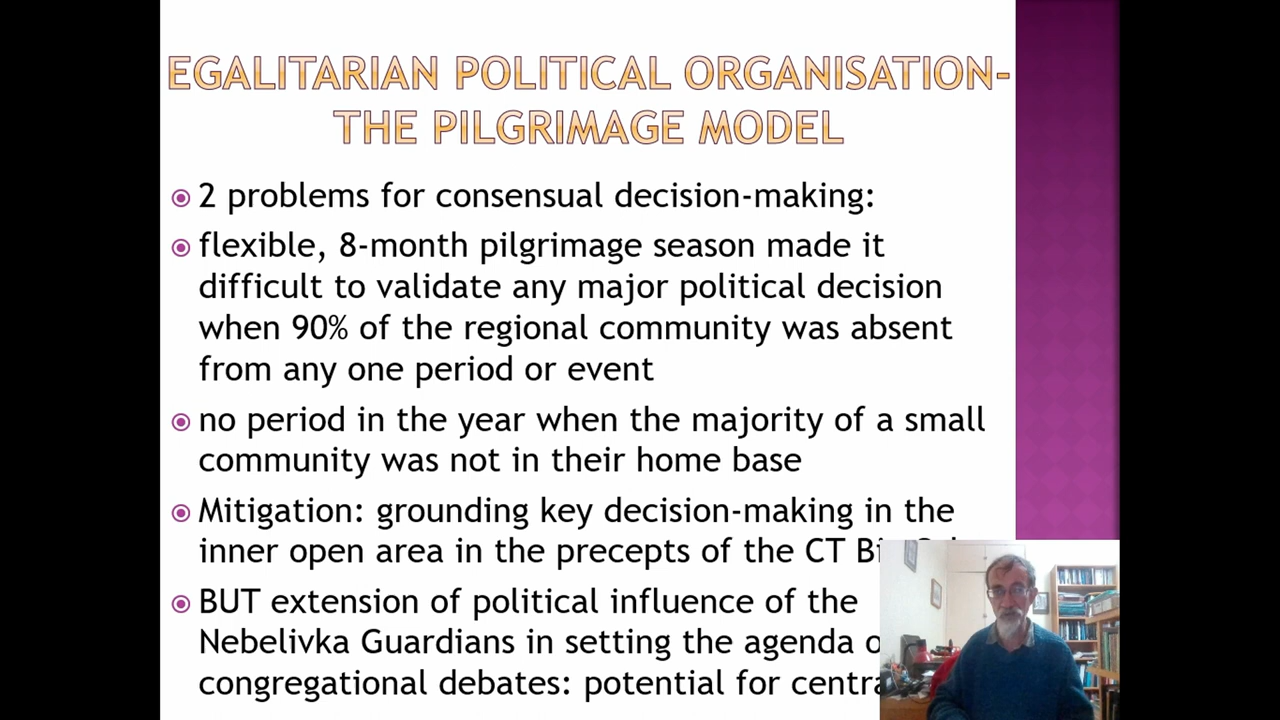 EGALITARIAN POLITICAL ORGANISATION-
THE PILGRIMAGE MODEL
2 problems for consensual decision-making:
flexible, 8-month pilgrimage season made it
difficult to validate any major political decision
when 90% of the regional community was absent
from any one period or event
no period in the year when the majority of a small
community was not in their home base
Mitigation: grounding key decision-making in the
inner open area in the precepts of the CT
BUT extension of political influence of the
Nebelivka Guardians in setting the agenda
congregational debates: potential for